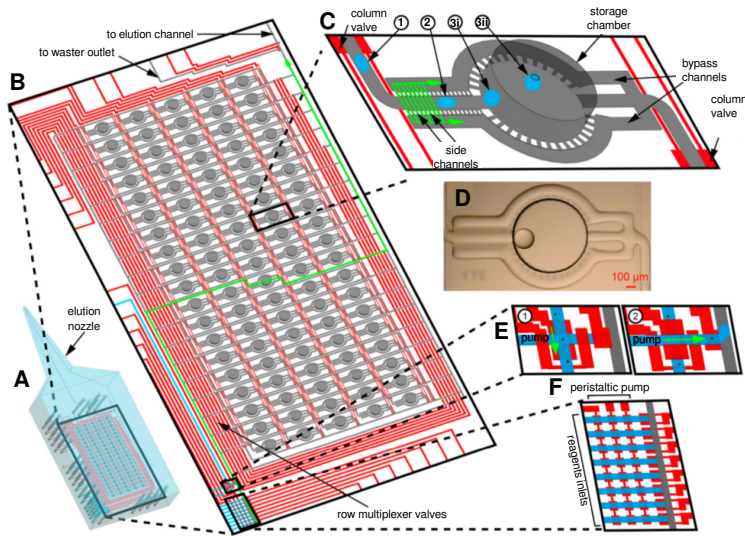 C
column
valve
1
2
3i
3ii
storage
chamber
bypass
channels
column
valve
side
channels
to elution channel
to waster outlet
B
D
175
100 µm
elution
nozzle
A
E
1
pump
2
pump
F
peristaltic pump
reagents inlets
row multiplexer valves